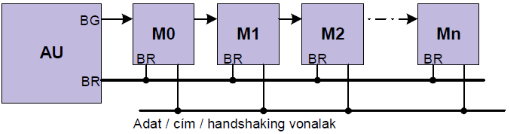 BG
AU
M0
M1
M2
Mn
BR
BR
BR
BR
BR
Adat / cím / handshaking vonalak